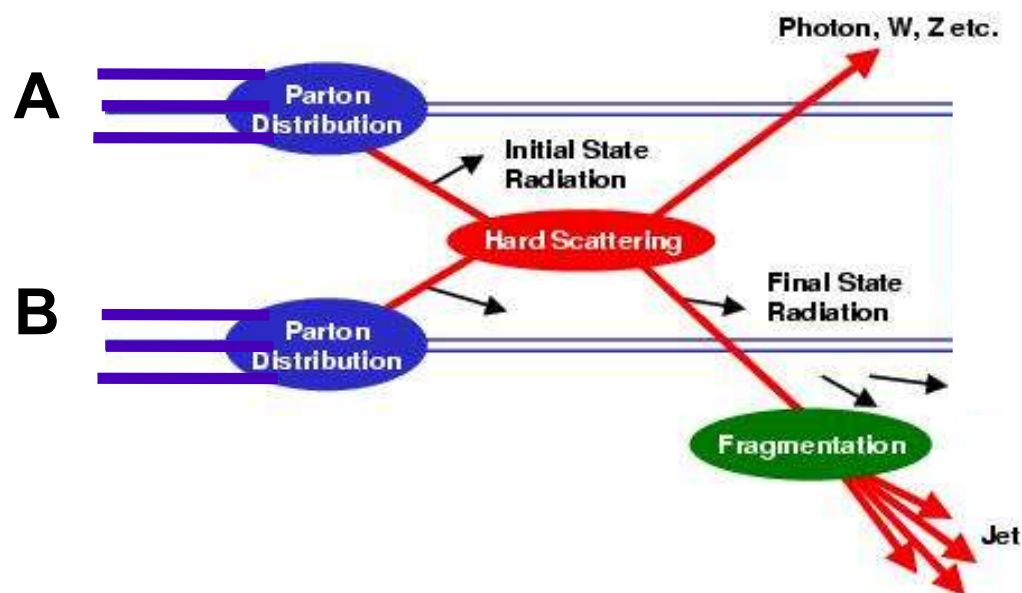 Photon, W, Z etc.
A
Parton
Distribution
Initial State
Radiation
Hard Scattering
Final State
Radiation
B
Parton
Distribution
Fragmentation
Jet